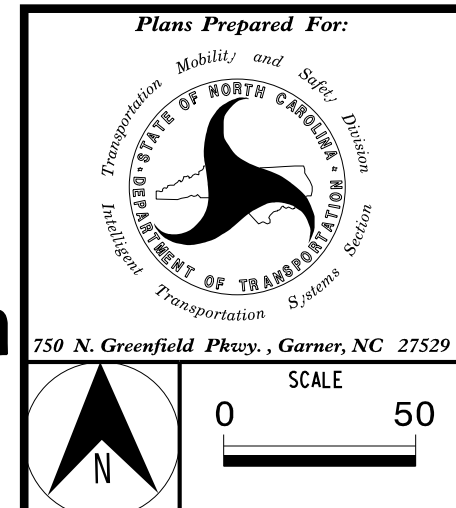 Plans Prepared For:
Transportation Mobility and Safety Division
STATE OF NORTH CAROLINA
DEPARTMENT OF TRANSPORTATION
Intelligent Transportation Systems Section
750 N. Greenfield Pkwy. , Garner, NC 27529
SCALE
0 50
N